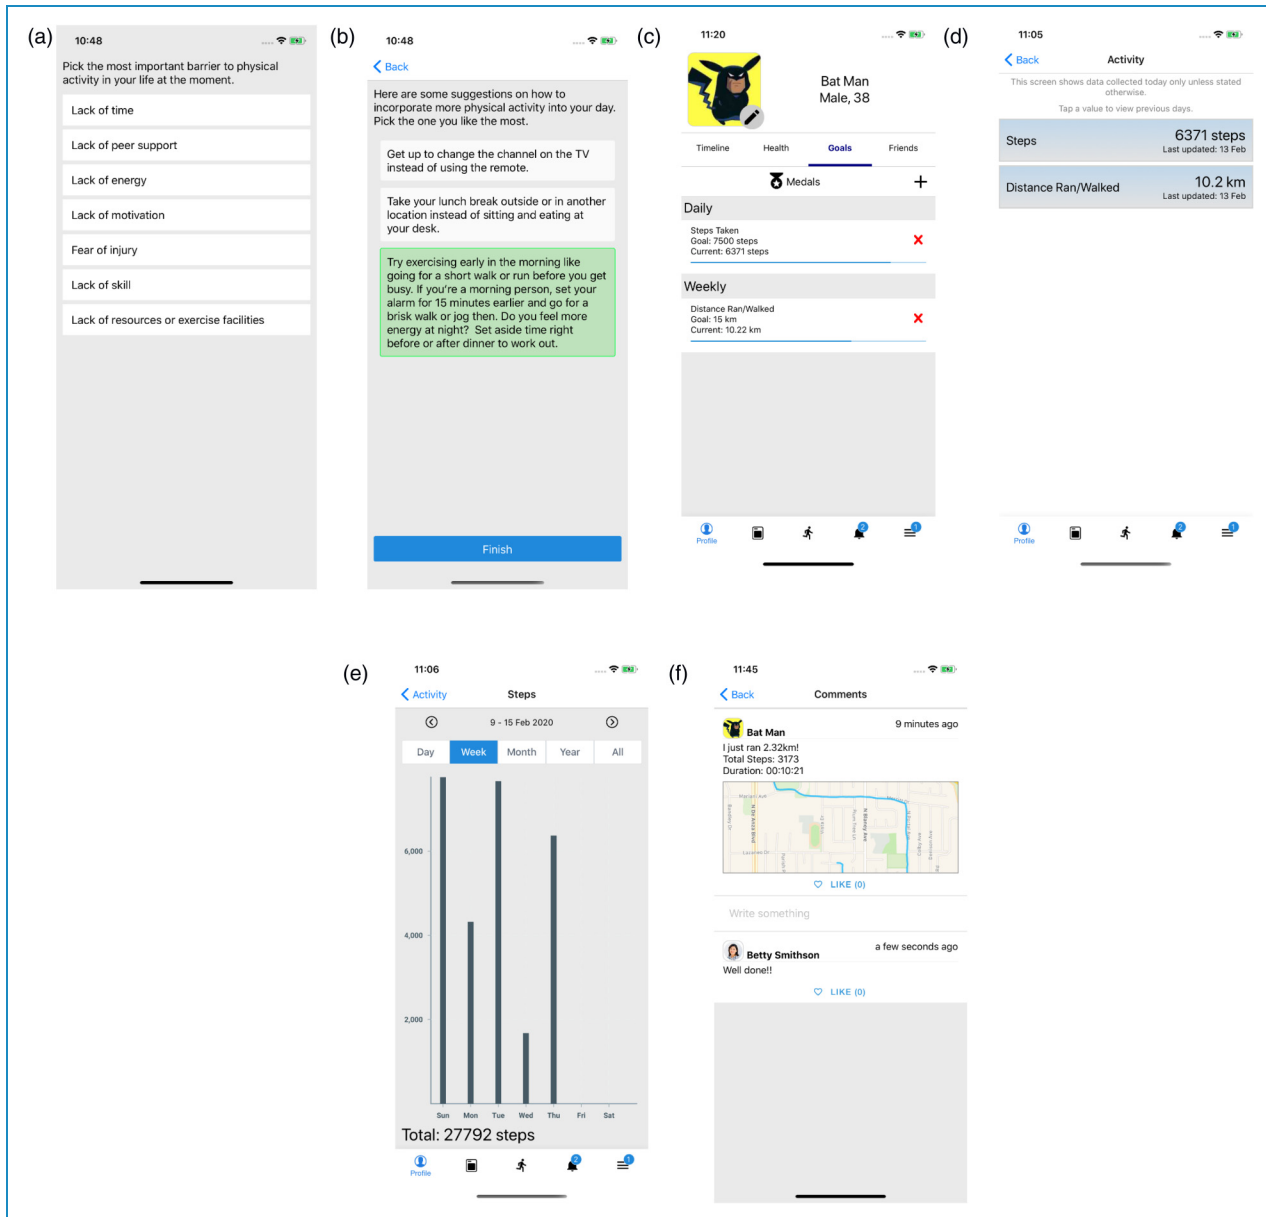 (a)
10:48
Pick the most important barrier to physical
activity in your life at the moment.
Lack of time
Lack of peer support
Lack of energy
Lack of motivation
Fear of injury
Lack of skill
Lack of resources or exercise facilities
(b)
10:48
Back
Here are some suggestions on how to
incorporate more physical activity into your day.
Pick the one you like the most.
Get up to change the channel on the TV
instead of using the remote.
Take your lunch break outside or in another
location instead of sitting and eating at
your desk.
Try exercising early in the morning like
going for a short walk or run before you get
busy. If you're a morning person, set your
alarm for 15 minutes earlier and go for a
brisk walk or jog then. Do you feel more
energy at night? Set aside time right
before or after dinner to work out.
Finish
(c)
11:20
Bat Man
Male, 38
Timeline Health Goals Friends
Medals
Daily
Steps Taken
Goal: 7500 steps
Current: 6371 steps
Weekly
Distance Ran/Walked
Goal: 15 km
Current: 10.22 km
Profile
2
1
(d)
11:05
Back Activity
This screen shows data collected today only unless stated
otherwise.
Tap a value to view previous days.
Steps 6371 steps
Last updated: 13 Feb
Distance Ran/Walked 10.2 km
Last updated: 13 Feb
Profile
2
1
(e)
11:06
Activity Steps
9 - 15 Feb 2020
Day Week Month Year All
6,000
4,000
2,000
Sun Mon Tue Wed Thu Fri Sat
Total: 27792 steps
Profile
2
1
(f)
11:45
Back Comments
Bat Man 9 minutes ago
I just ran 2.32km!
Total Steps: 3173
Duration: 00:10:21
N De Anza Blvd
N Blaney Ave
LIKE (0)
Write something
Betty Smithson a few seconds ago
Well done!!
LIKE (0)